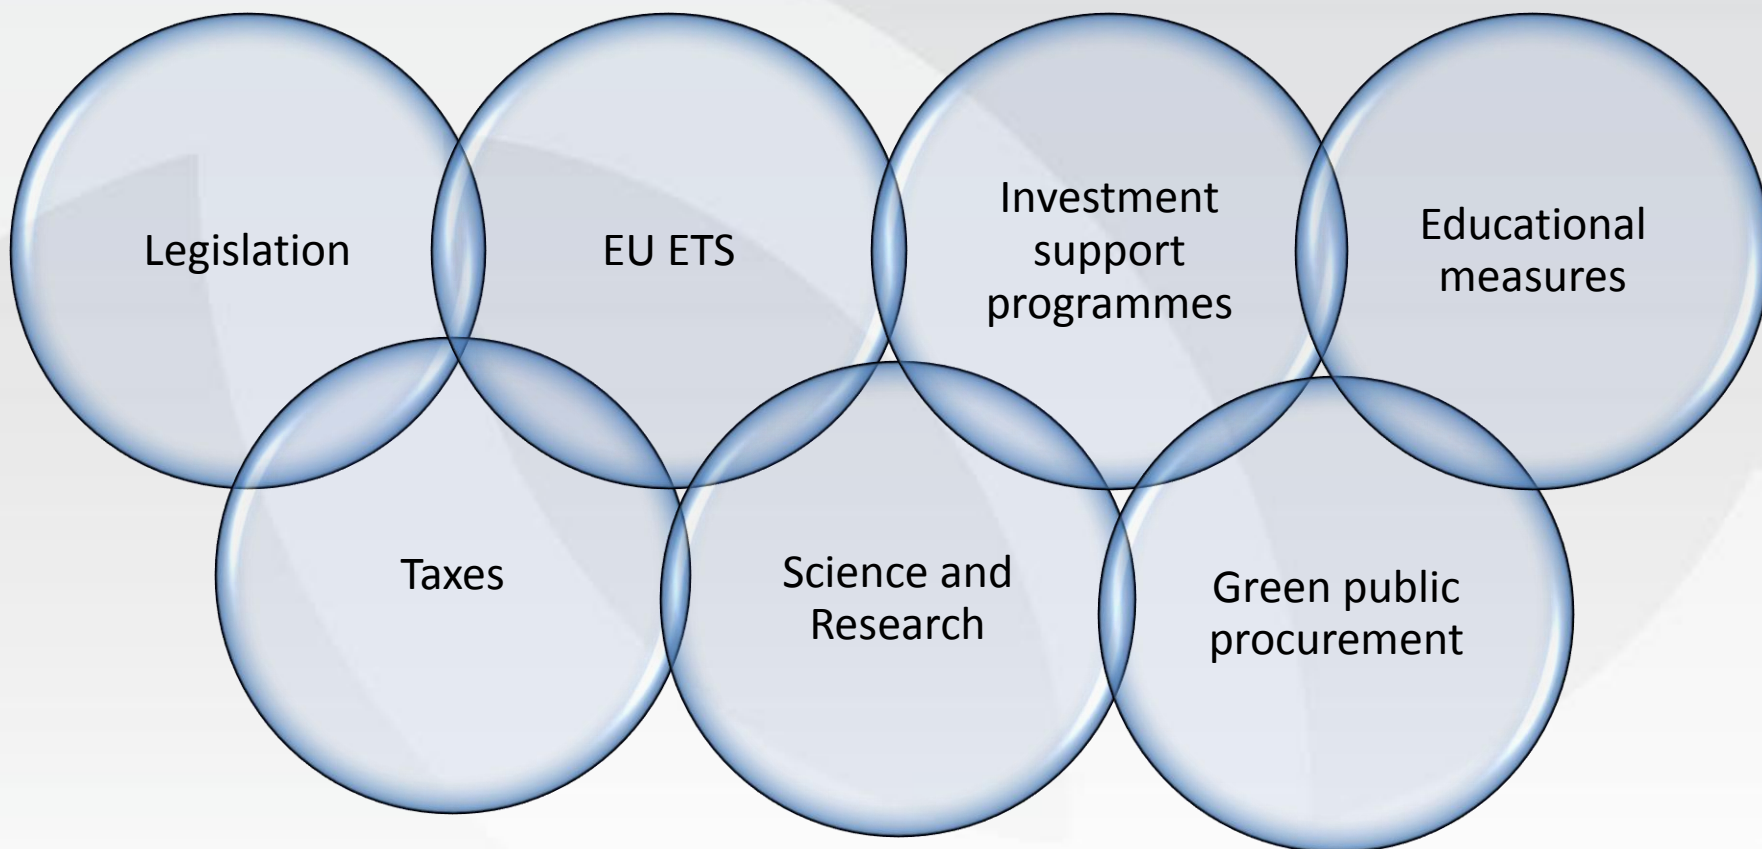 Legislation
EU ETS
Investment
support
programmes
Educational
measures
Taxes
Science and
Research
Green public
procurement